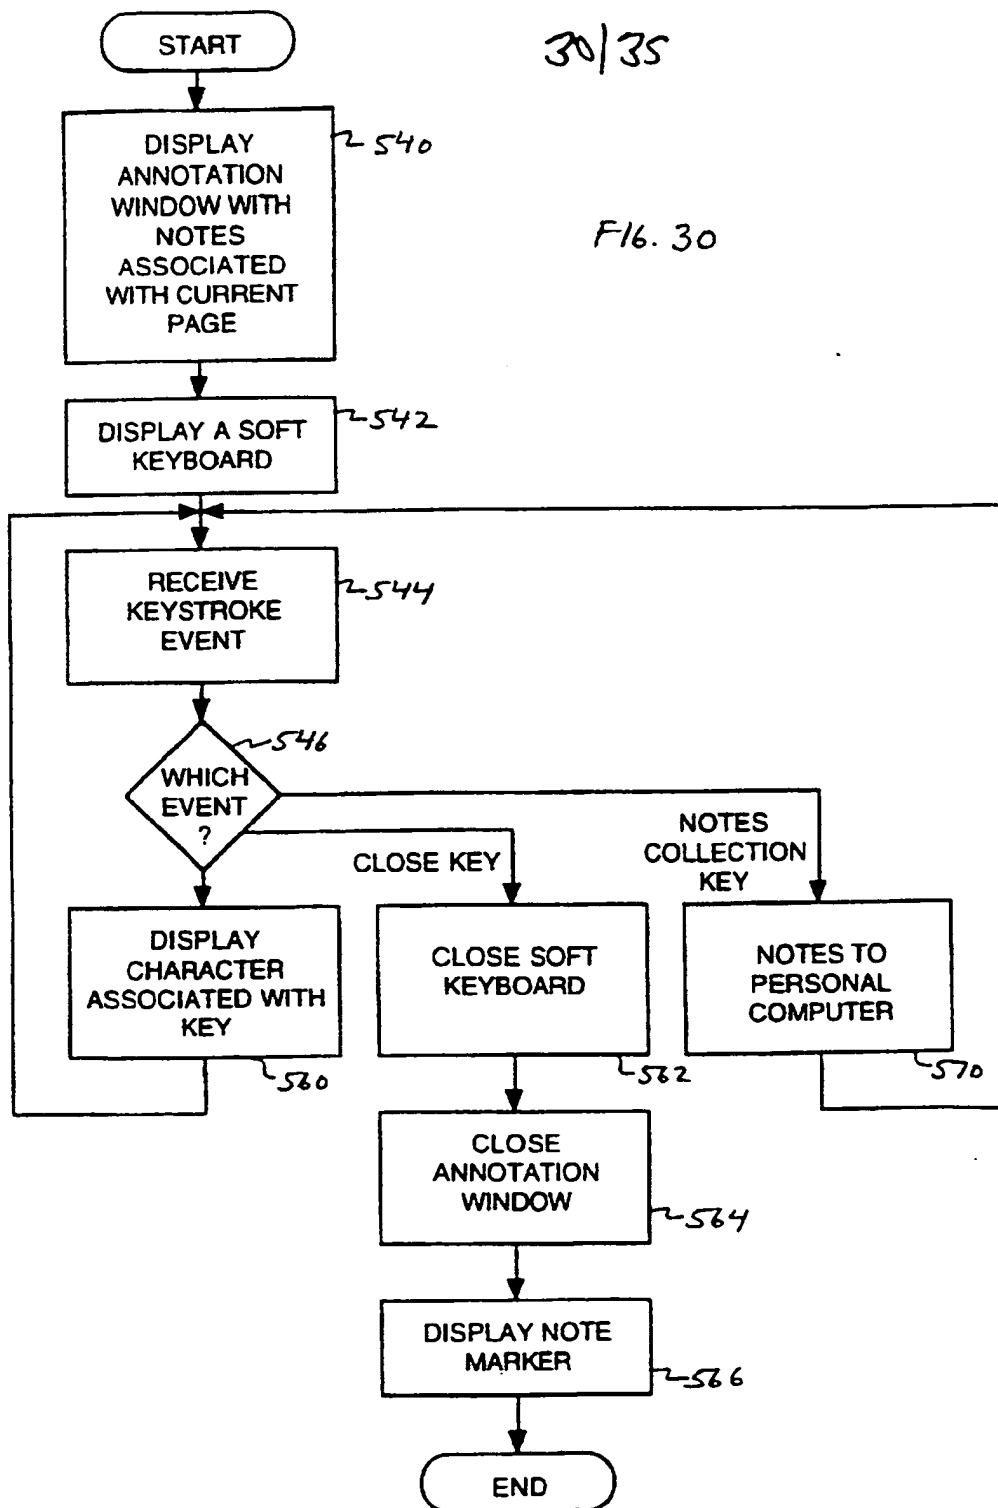 START
30/35
DISPLAY
ANNOTATION
WINDOW WITH
NOTES
ASSOCIATED
WITH CURRENT
PAGE
540
FIG. 30
DISPLAY A SOFT
KEYBOARD
542
RECEIVE
KEYSTROKE
EVENT
544
WHICH
EVENT
?
546
CLOSE KEY
NOTES
COLLECTION
KEY
DISPLAY
CHARACTER
ASSOCIATED WITH
KEY
560
CLOSE SOFT
KEYBOARD
562
NOTES TO
PERSONAL
COMPUTER
570
CLOSE
ANNOTATION
WINDOW
564
DISPLAY NOTE
MARKER
566
END